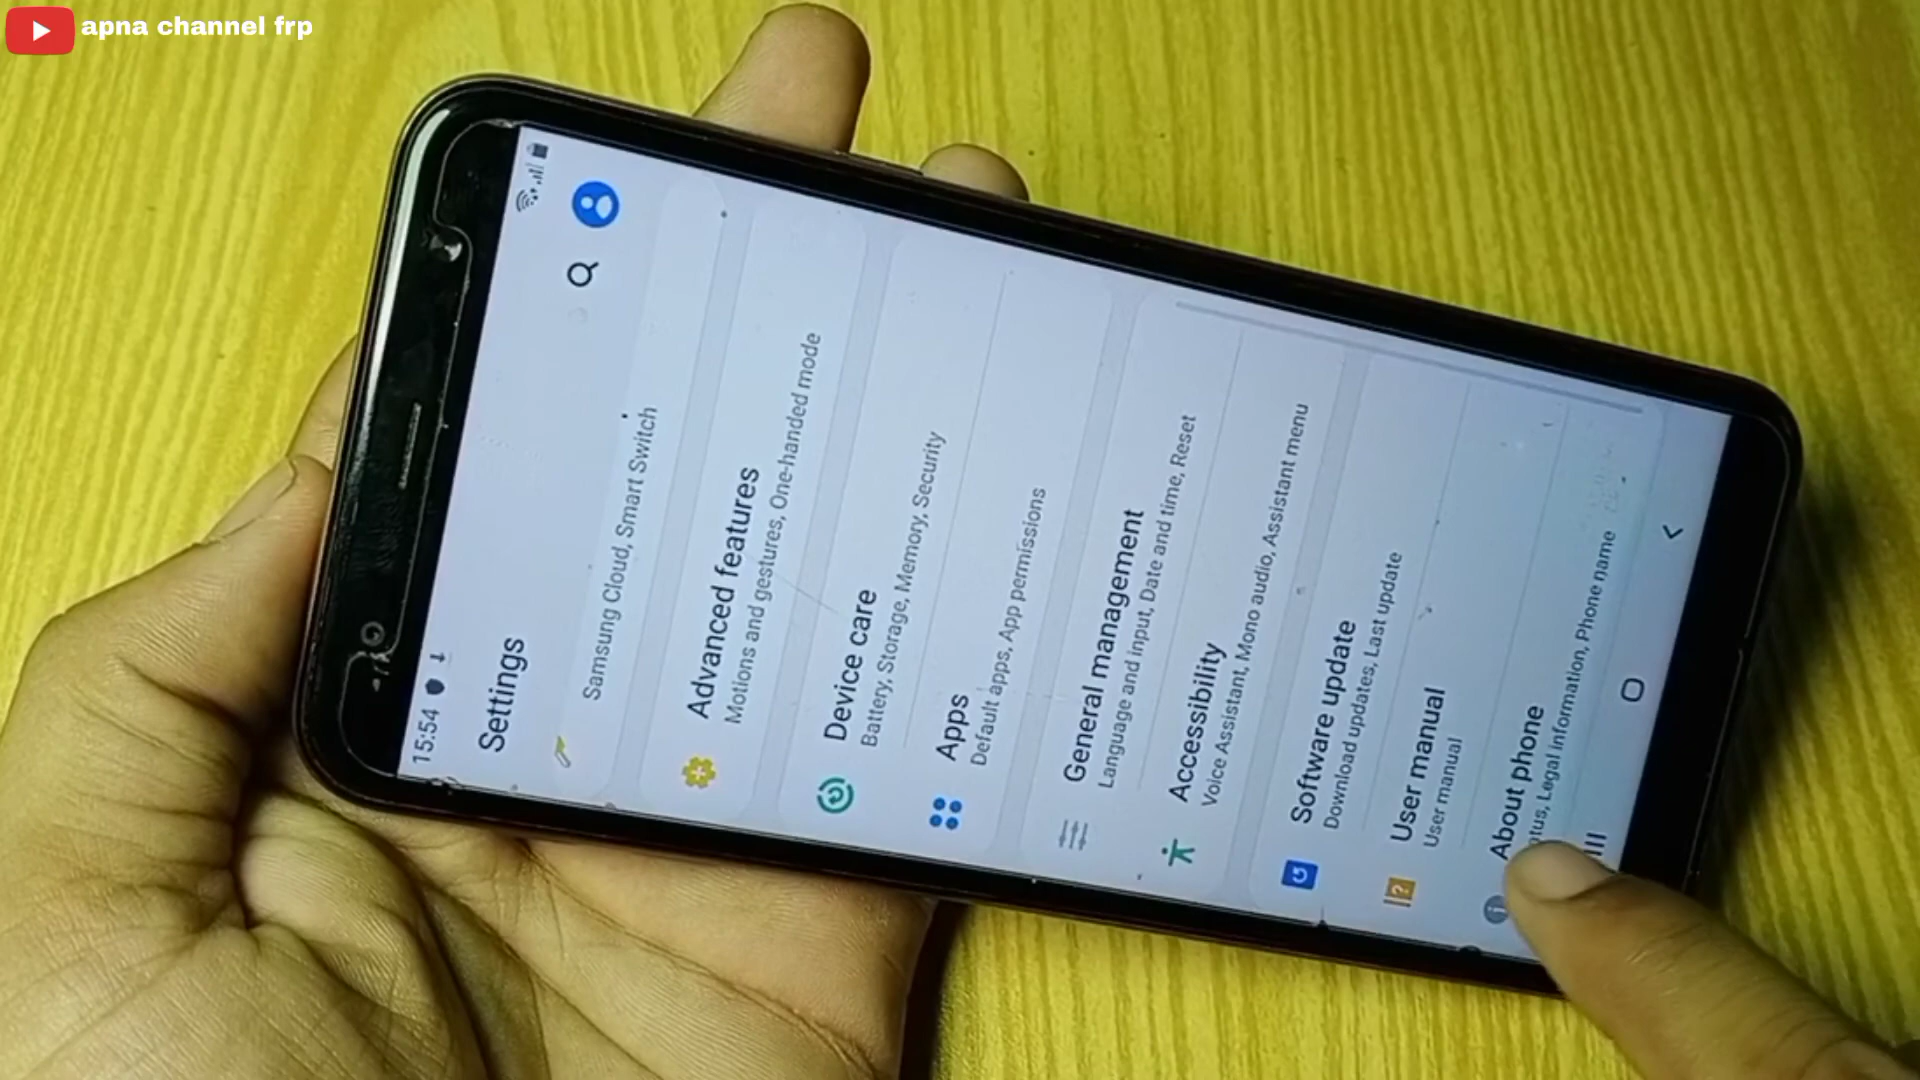 apna channel frp
15:54
Settings
Samsung Cloud, Smart Switch
Advanced features
Motions and gestures, One-handed mode
Device care
Battery, Storage, Memory, Security
Apps
Default apps, App permissions
General management
Language and input, Date and time, Reset
Accessibility
Voice Assistant, Mono audio, Assistant menu
Software update
Download updates, Last update
User manual
User manual
About phone
Legal information, Phone name